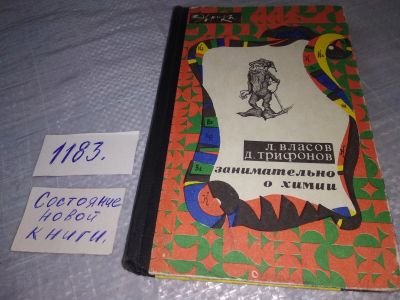 1183.
Состояние
новой
книги.
Л. ВЛАСОВ
Д. ТРИФОНОВ
занимательно
о химии